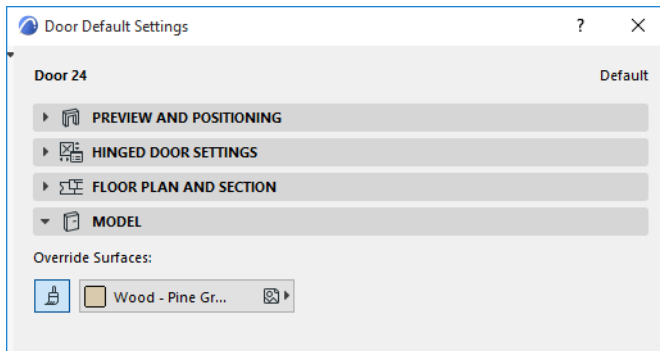 Door Default Settings
Door 24 Default
PREVIEW AND POSITIONING
HINGED DOOR SETTINGS
FLOOR PLAN AND SECTION
MODEL
Override Surfaces:
Wood - Pine Gr...